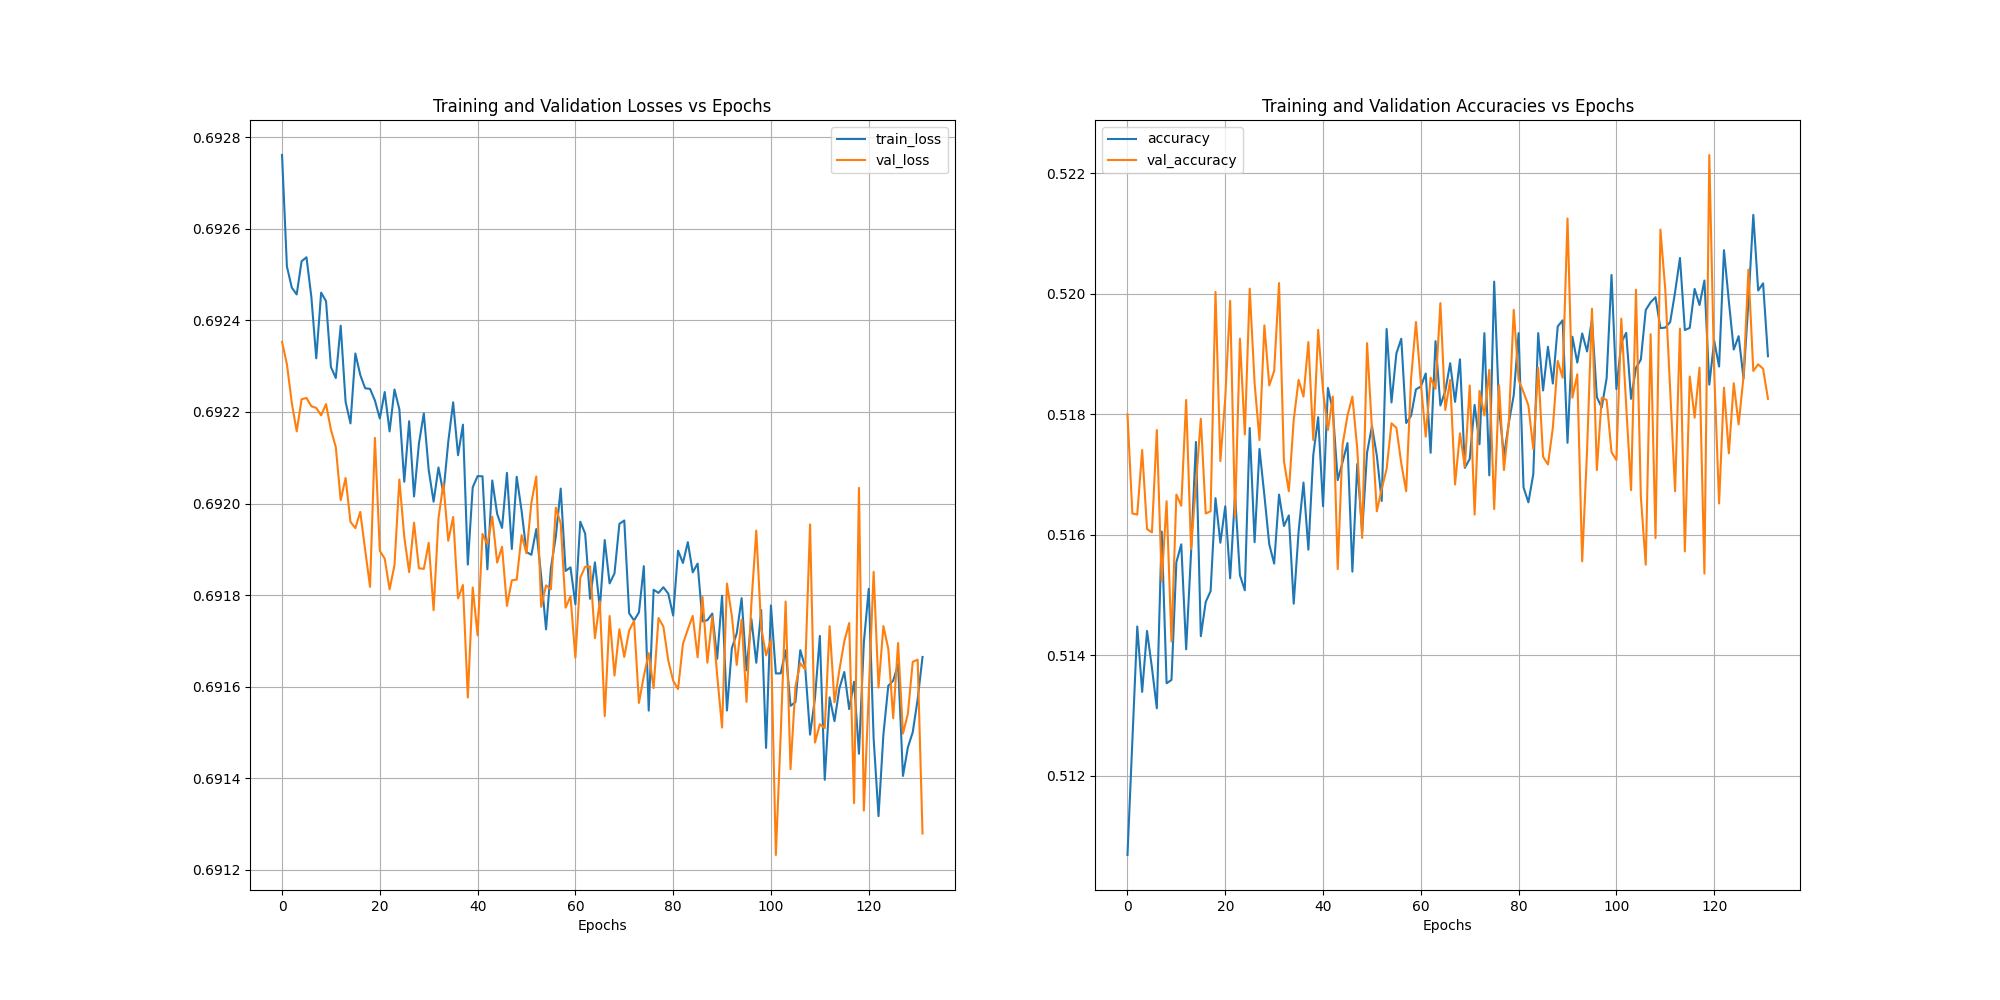 Training and Validation Losses vs Epochs
train_loss
val_loss
0.6928
0.6926
0.6924
0.6922
0.6920
0.6918
0.6916
0.6914
0.6912
0 20 40 60 80 100 120
Epochs
Training and Validation Accuracies vs Epochs
accuracy
val_accuracy
0.522
0.520
0.518
0.516
0.514
0.512
0 20 40 60 80 100 120
Epochs